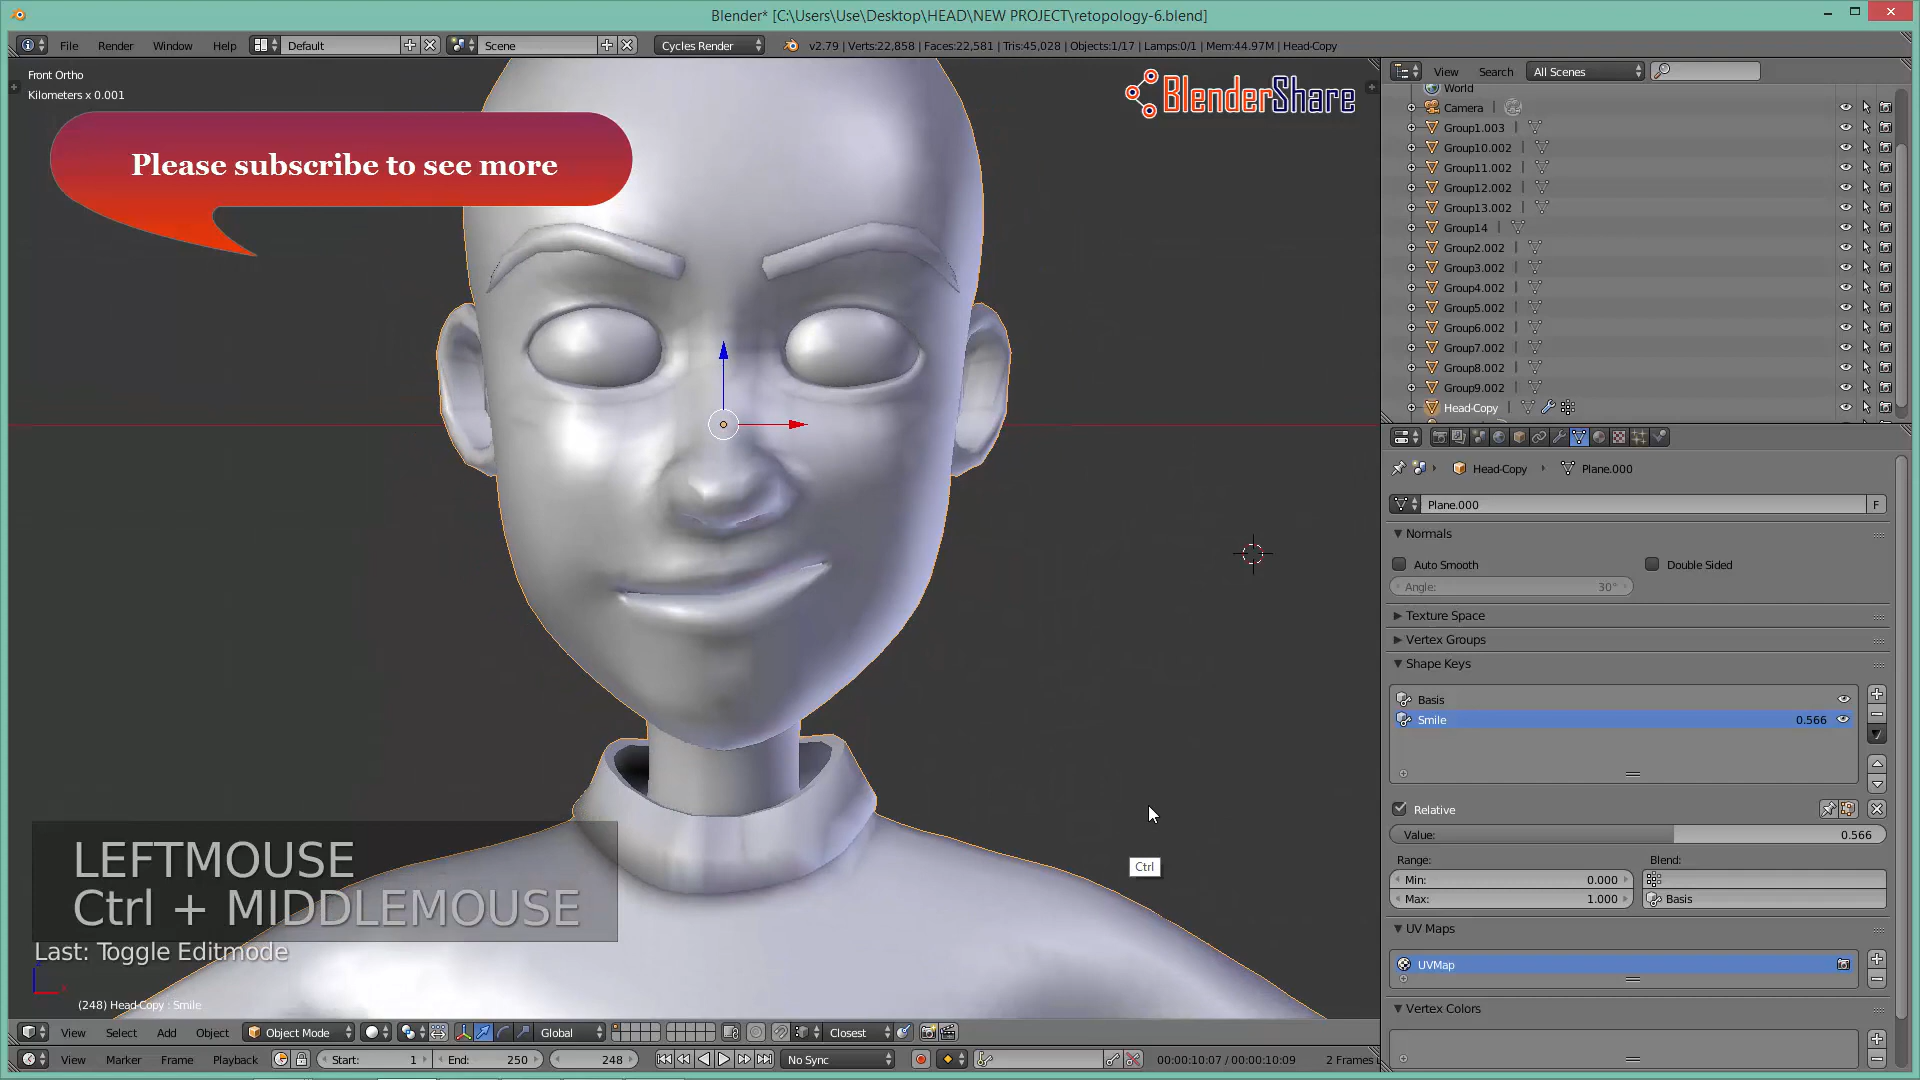 Blender* [C:\Users\Use\Desktop\HEAD\NEW PROJECT\retopology-6.blend]
File Render Window Help Default Scene Cycles Render v2.79 | Verts:22,858 | Faces:22,581 | Tris:45,028 | Objects:1/17 | Lamps:0/1 | Mem:44.97M | Head-Copy
Front Ortho
Kilometers x 0.001
BlenderShare
Please subscribe to see more
View Search All Scenes
World
Camera
Group1.003
Group10.002
Group11.002
Group12.002
Group13.002
Group14
Group2.002
Group3.002
Group4.002
Group5.002
Group6.002
Group7.002
Group8.002
Group9.002
Head-Copy
Head-Copy Plane.000
Plane.000 F
Normals
Auto Smooth Double Sided
Angle: 30°
Texture Space
Vertex Groups
Shape Keys
Basis
Smile 0.566
Relative
Value: 0.566
Range: Blend:
Min: 0.000
Max: 1.000 Basis
UV Maps
UVMap
Vertex Colors
Ctrl
LEFTMOUSE
Ctrl + MIDDLEMOUSE
Last: Toggle Editmode
(248) Head-Copy : Smile
View Select Add Object Object Mode Global Closest
View Marker Frame Playback Start: 1 End: 250 248 No Sync 00:00:10:07 / 00:00:10:09 2 Frames